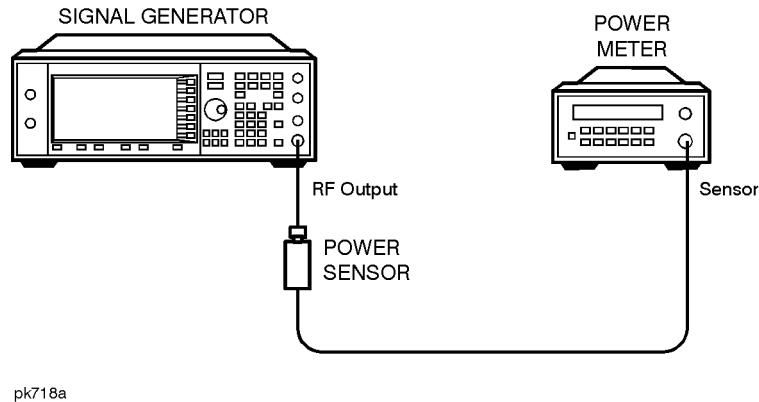 SIGNAL GENERATOR
POWER
METER
RF Output
Sensor
POWER
SENSOR
pk718a